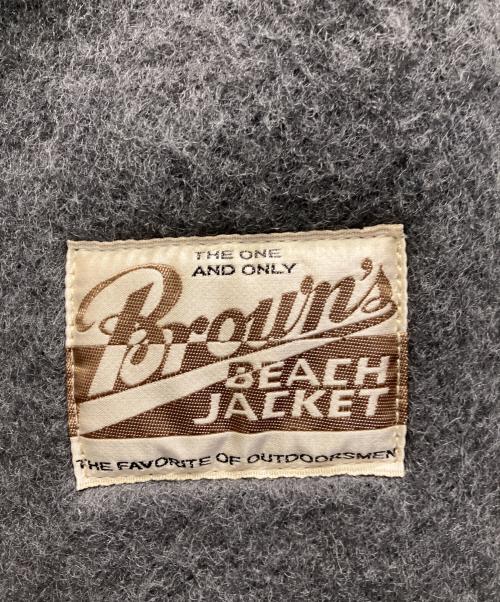 THE ONE
AND ONLY
Brown's
BEACH
JACKET
THE FAVORITE OF OUTDOORSMEN